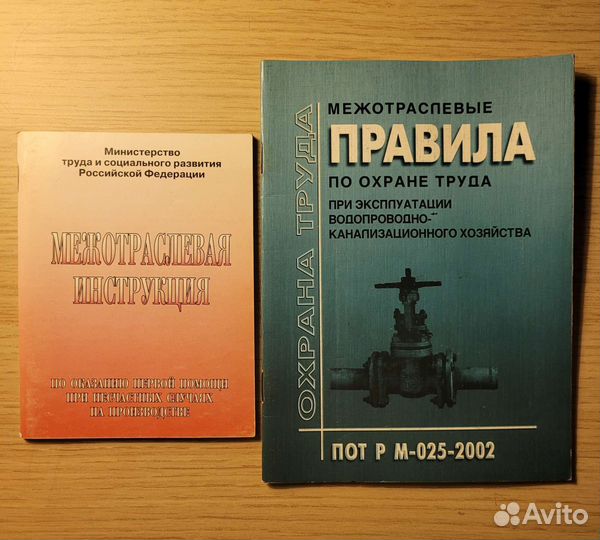 Министерство
труда и социального развития
Российской Федерации
МЕЖОТРАСЛЕВАЯ
ИНСТРУКЦИЯ
ПО ОКАЗАНИЮ ПЕРВОЙ ПОМОЩИ
ПРИ НЕСЧАСТНЫХ СЛУЧАЯХ
НА ПРОИЗВОДСТВЕ
ОХРАНА ТРУДА
МЕЖОТРАСЛЕВЫЕ
ПРАВИЛА
ПО ОХРАНЕ ТРУДА
ПРИ ЭКСПЛУАТАЦИИ
ВОДОПРОВОДНО-
КАНАЛИЗАЦИОННОГО ХОЗЯЙСТВА
ПОТ Р М-025-2002
Avito